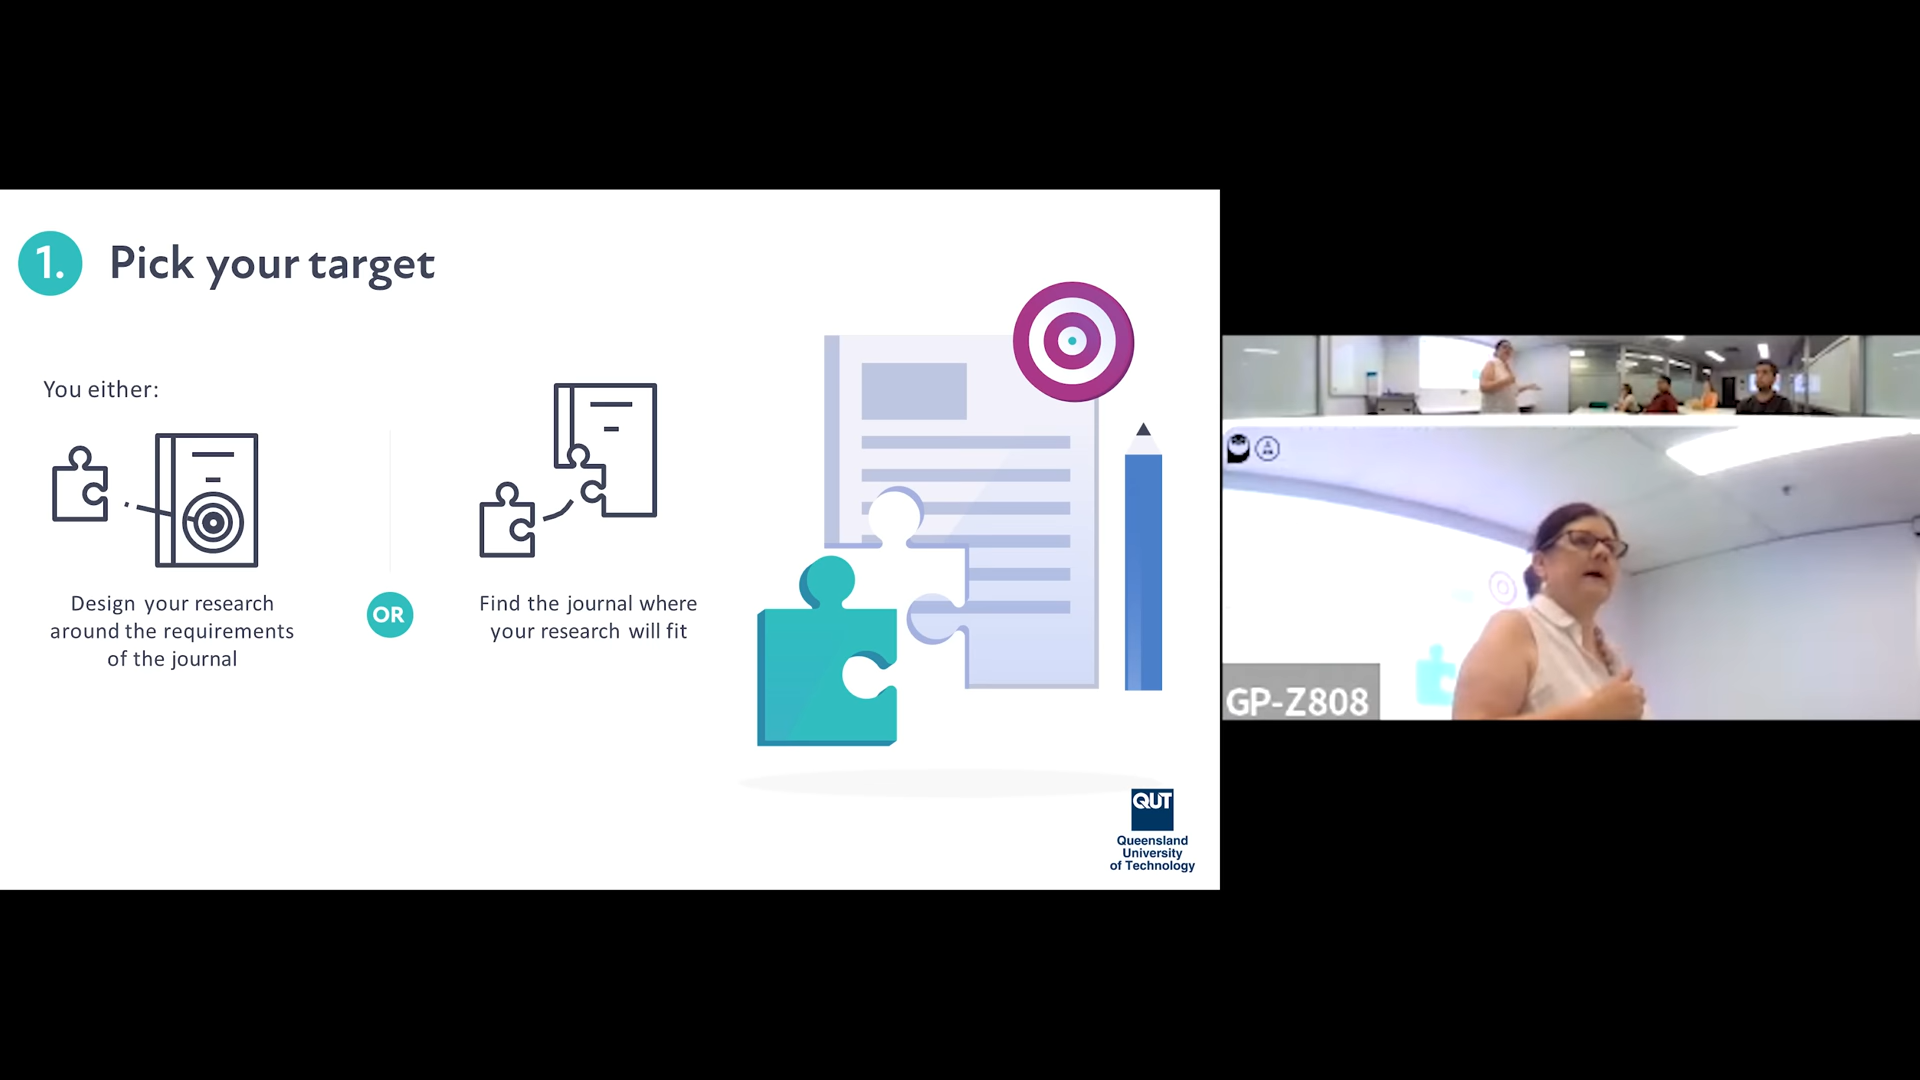 1. Pick your target
You either:
Design your research
around the requirements
of the journal
OR
Find the journal where
your research will fit
QUT
Queensland
University
of Technology
GP-Z808